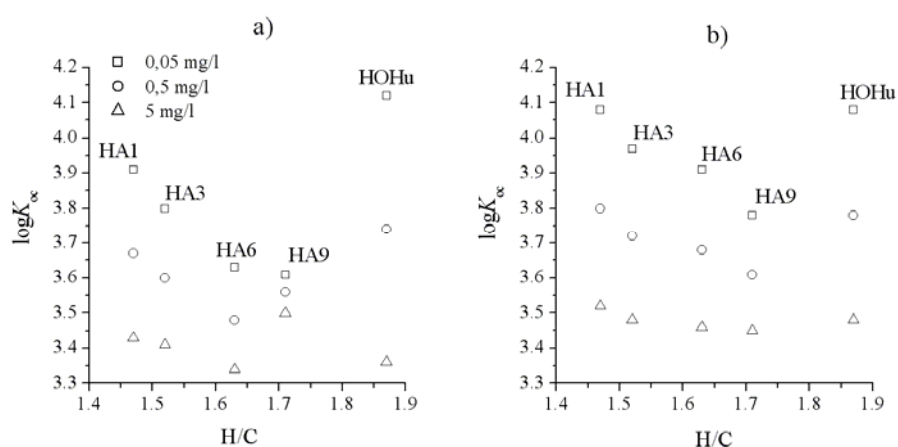 a)
0,05 mg/l
0,5 mg/l
5 mg/l
4.2
4.1
4.0
3.9
3.8
3.7
3.6
3.5
3.4
3.3
logKoc
HA1
HA3
HA6
HA9
HOHu
1.4 1.5 1.6 1.7 1.8 1.9
H/C
b)
4.2
4.1
4.0
3.9
3.8
3.7
3.6
3.5
3.4
3.3
logKoc
HA1
HA3
HA6
HA9
HOHu
1.4 1.5 1.6 1.7 1.8 1.9
H/C